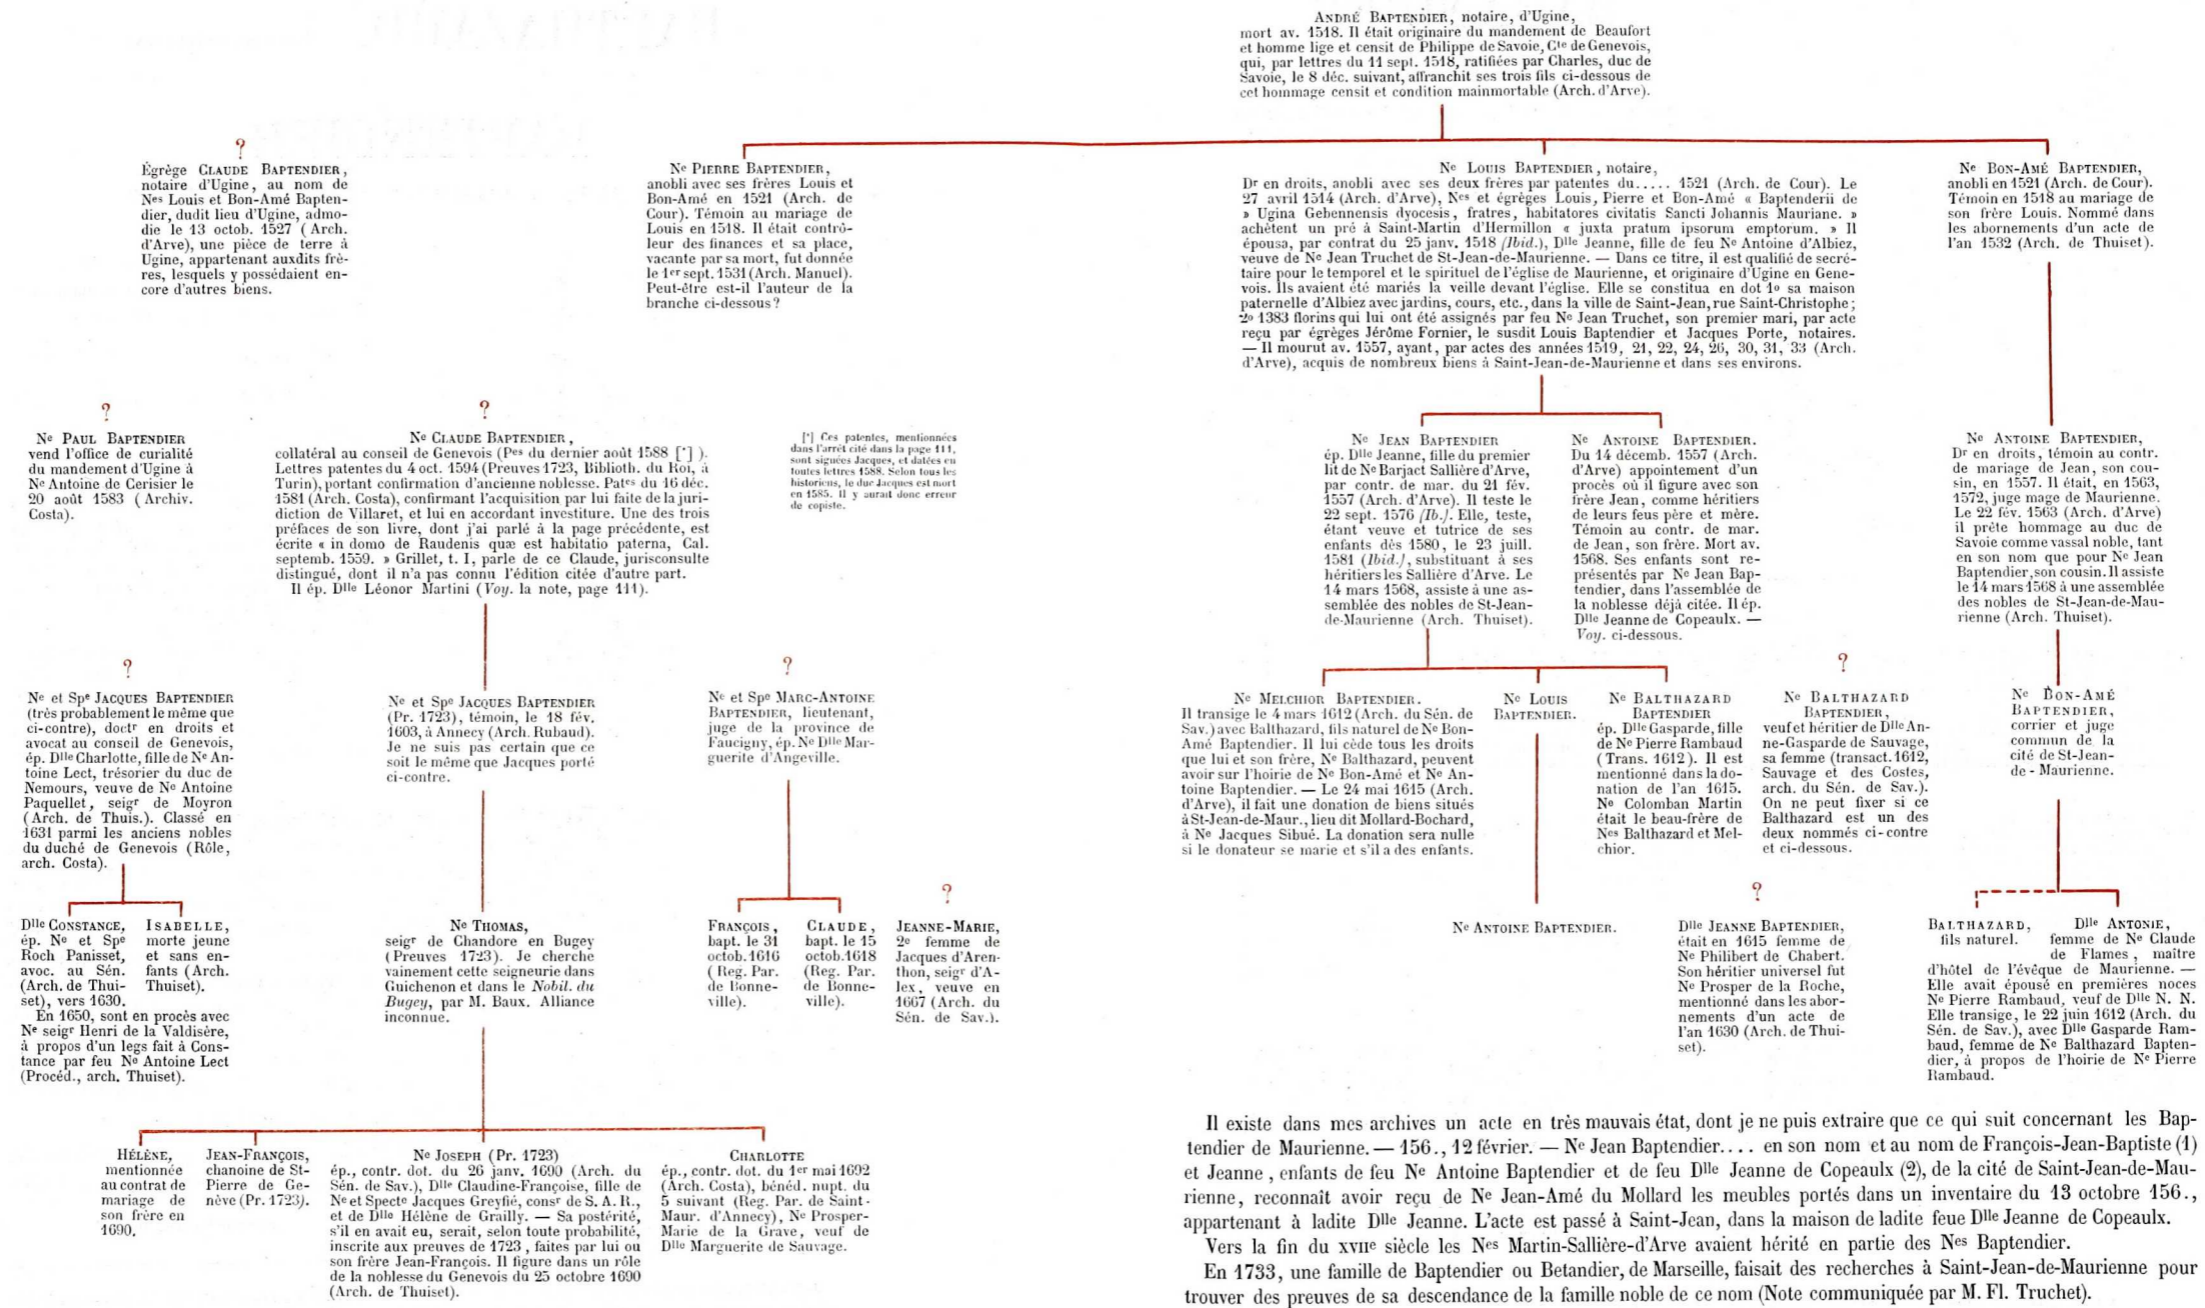 ANDRÉ BAPTENDIER, notaire, d'Ugine,
mort av. 1518. Il était originaire du mandement de Beaufort
et homme lige et censit de Philippe de Savoie, Cte de Genevois,
qui, par lettres du 11 sept. 1518, ratifiées par Charles, duc de
Savoie, le 8 déc. suivant, affranchit ses trois fils ci-dessous de
cet hommage censit et condition mainmortable (Arch. d'Arve).
?
Égrège CLAUDE BAPTENDIER,
notaire d'Ugine, au nom de
Nes Louis et Bon-Amé Bapten-
dier, dudit lieu d'Ugine, admo-
die le 13 octob. 1527 (Arch.
d'Arve), une pièce de terre à
Ugine, appartenant auxdits frè-
res, lesquels y possédaient en-
core d'autres biens.
Ne PIERRE BAPTENDIER,
anobli avec ses frères Louis et
Bon-Amé en 1521 (Arch. de
Cour). Témoin au mariage de
Louis en 1518. Il était contrô-
leur des finances et sa place,
vacante par sa mort, fut donnée
le 1er sept. 1531 (Arch. Manuel).
Peut-être est-il l'auteur de la
branche ci-dessous ?
Ne LOUIS BAPTENDIER, notaire,
Dr en droits, anobli avec ses deux frères par patentes du..... 1521 (Arch. de Cour). Le
27 avril 1514 (Arch. d'Arve), Nes et égrèges Louis, Pierre et Bon-Amé « Baptenderii de
» Ugina Gebennensis dyocesis, fratres, habitatores civitatis Sancti Johannis Mauriane. »
achètent un pré à Saint-Martin d'Hermillon « juxta pratum ipsorum emptorum. » Il
épousa, par contrat du 25 janv. 1518 (Ibid.), Dlle Jeanne, fille de feu Ne Antoine d'Albiez,
veuve de Ne Jean Truchet de St-Jean-de-Maurienne. — Dans ce titre, il est qualifié de secré-
taire pour le temporel et le spirituel de l'église de Maurienne, et originaire d'Ugine en Gene-
vois. Ils avaient été mariés la veille devant l'église. Elle se constitua en dot 1o sa maison
paternelle d'Albiez avec jardins, cours, etc., dans la ville de Saint-Jean, rue Saint-Christophe ;
2o 1383 florins qui lui ont été assignés par feu Ne Jean Truchet, son premier mari, par acte
reçu par égrèges Jérôme Fornier, le susdit Louis Baptendier et Jacques Porte, notaires.
— Il mourut av. 1557, ayant, par actes des années 1519, 21, 22, 24, 26, 30, 31, 33 (Arch.
d'Arve), acquis de nombreux biens à Saint-Jean-de-Maurienne et dans ses environs.
Ne BON-AMÉ BAPTENDIER,
anobli en 1521 (Arch. de Cour).
Témoin en 1518 au mariage de
son frère Louis. Nommé dans
les abornements d'un acte de
l'an 1532 (Arch. de Thuiset).
?
Ne PAUL BAPTENDIER
vend l'office de curialité
du mandement d'Ugine à
Ne Antoine de Cerisier le
20 août 1583 (Archiv.
Costa).
?
Ne CLAUDE BAPTENDIER,
collatéral au conseil de Genevois (Pes du dernier août 1588 [*] ).
Lettres patentes du 4 oct. 1594 (Preuves 1723, Biblioth. du Roi, à
Turin), portant confirmation d'ancienne noblesse. Pates du 16 déc.
1581 (Arch. Costa), confirmant l'acquisition par lui faite de la juri-
diction de Villaret, et lui en accordant investiture. Une des trois
préfaces de son livre, dont j'ai parlé à la page précédente, est
écrite « in domo de Raudenis quæ est habitatio paterna, Cal.
septemb. 1559. » Grillet, t. I, parle de ce Claude, jurisconsulte
distingué, dont il n'a pas connu l'édition citée d'autre part.
Il ép. Dlle Léonor Martini (Voy. la note, page 111).
[*] Ces patentes, mentionnées
dans l'arrêt cité dans la page 111,
sont signées Jacques, et datées en
toutes lettres 1588. Selon tous les
historiens, le duc Jacques est mort
en 1585. Il y aurait donc erreur
de copiste.
Ne JEAN BAPTENDIER
ép. Dlle Jeanne, fille du premier
lit de Ne Barjact Sallière d'Arve,
par contr. de mar. du 21 fév.
1557 (Arch. d'Arve). Il teste le
22 sept. 1576 (Ib.). Elle, teste,
étant veuve et tutrice de ses
enfants dès 1580, le 23 juill.
1581 (Ibid.), substituant à ses
héritiers les Sallière d'Arve. Le
14 mars 1568, assiste à une as-
semblée des nobles de St-Jean-
de-Maurienne (Arch. Thuiset).
Ne ANTOINE BAPTENDIER.
Du 14 décemb. 1557 (Arch.
d'Arve) appointement d'un
procès où il figure avec son
frère Jean, comme héritiers
de leurs feus père et mère.
Témoin au contr. de mar.
de Jean, son frère. Mort av.
1568. Ses enfants sont re-
présentés par Ne Jean Bap-
tendier, dans l'assemblée de
la noblesse déjà citée. Il ép.
Dlle Jeanne de Copeaulx. —
Voy. ci-dessous.
Ne ANTOINE BAPTENDIER,
Dr en droits, témoin au contr.
de mariage de Jean, son cou-
sin, en 1557. Il était, en 1563,
1572, juge mage de Maurienne.
Le 22 fév. 1563 (Arch. d'Arve)
il prête hommage au duc de
Savoie comme vassal noble, tant
en son nom que pour Ne Jean
Baptendier, son cousin. Il assiste
le 14 mars 1568 à une assemblée
des nobles de St-Jean-de-Mau-
rienne (Arch. Thuiset).
?
Ne et Spe JACQUES BAPTENDIER
(très probablement le même que
ci-contre), doctr en droits et
avocat au conseil de Genevois,
ép. Dlle Charlotte, fille de Ne An-
toine Lect, trésorier du duc de
Nemours, veuve de Ne Antoine
Paquellet, seigr de Moyron
(Arch. de Thuis.). Classé en
1631 parmi les anciens nobles
du duché de Genevois (Rôle,
arch. Costa).
Ne et Spe JACQUES BAPTENDIER
(Pr. 1723), témoin, le 18 fév.
1603, à Annecy (Arch. Rubaud).
Je ne suis pas certain que ce
soit le même que Jacques porté
ci-contre.
?
Ne et Spe MARC-ANTOINE
BAPTENDIER, lieutenant,
juge de la province de
Faucigny, ép. Ne Dlle Mar-
guerite d'Angeville.
Ne MELCHIOR BAPTENDIER.
Il transige le 4 mars 1612 (Arch. du Sén. de
Sav.) avec Balthazard, fils naturel de Ne Bon-
Amé Baptendier. Il lui cède tous les droits
que lui et son frère, Ne Balthazard, peuvent
avoir sur l'hoirie de Ne Bon-Amé et Ne An-
toine Baptendier. — Le 24 mai 1615 (Arch.
d'Arve), il fait une donation de biens situés
à St-Jean-de-Maur., lieu dit Mollard-Bochard,
à Ne Jacques Sibué. La donation sera nulle
si le donateur se marie et s'il a des enfants.
Ne LOUIS
BAPTENDIER.
Ne BALTHAZARD
BAPTENDIER
ép. Dlle Gasparde, fille
de Ne Pierre Rambaud
(Trans. 1612). Il est
mentionné dans la do-
nation de l'an 1615.
Ne Colomban Martin
était le beau-frère de
Nes Balthazard et Mel-
chior.
?
Ne BALTHAZARD
BAPTENDIER,
veuf et héritier de Dlle An-
ne-Gasparde de Sauvage,
sa femme (transact. 1612,
Sauvage et des Costes,
arch. du Sén. de Sav.).
On ne peut fixer si ce
Balthazard est un des
deux nommés ci-contre
et ci-dessous.
Ne BON-AMÉ
BAPTENDIER,
corrier et juge
commun de la
cité de St-Jean-
de-Maurienne.
Dlle CONSTANCE,
ép. Ne et Spe
Roch Panisset,
avoc. au Sén.
(Arch. de Thui-
set), vers 1630.
ISABELLE,
morte jeune
et sans en-
fants (Arch.
Thuiset).
En 1650, sont en procès avec
Ne seigr Henri de la Valdisère,
à propos d'un legs fait à Cons-
tance par feu Ne Antoine Lect
(Procéd., arch. Thuiset).
Ne THOMAS,
seigr de Chandore en Bugey
(Preuves 1723). Je cherche
vainement cette seigneurie dans
Guichenon et dans le Nobil. du
Bugey, par M. Baux. Alliance
inconnue.
FRANÇOIS,
bapt. le 31
octob. 1616
(Reg. Par.
de Bonne-
ville).
CLAUDE,
bapt. le 15
octob. 1618
(Reg. Par.
de Bonne-
ville).
?
JEANNE-MARIE,
2e femme de
Jacques d'Aren-
thon, seigr d'A-
lex, veuve en
1667 (Arch. du
Sén. de Sav.).
Ne ANTOINE BAPTENDIER.
?
Dlle JEANNE BAPTENDIER,
était en 1615 femme de
Ne Philibert de Chabert.
Son héritier universel fut
Ne Prosper de la Roche,
mentionné dans les abor-
nements d'un acte de
l'an 1630 (Arch. de Thui-
set).
BALTHAZARD,
fils naturel.
Dlle ANTONIE,
femme de Ne Claude
de Flames, maître
d'hôtel de l'évêque de Maurienne. —
Elle avait épousé en premières noces
Ne Pierre Rambaud, veuf de Dlle N. N.
Elle transige, le 22 juin 1612 (Arch. du
Sén. de Sav.), avec Dlle Gasparde Ram-
baud, femme de Ne Balthazard Bapten-
dier, à propos de l'hoirie de Ne Pierre
Rambaud.
HÉLÈNE,
mentionnée
au contrat de
mariage de
son frère en
1690.
JEAN-FRANÇOIS,
chanoine de St-
Pierre de Ge-
nève (Pr. 1723).
Ne JOSEPH (Pr. 1723)
ép., contr. dot. du 26 janv. 1690 (Arch. du
Sén. de Sav.), Dlle Claudine-Françoise, fille de
Ne et Specte Jacques Greyfié, consr de S. A. R.,
et de Dlle Hélène de Grailly. — Sa postérité,
s'il en avait eu, serait, selon toute probabilité,
inscrite aux preuves de 1723, faites par lui ou
son frère Jean-François. Il figure dans un rôle
de la noblesse du Genevois du 25 octobre 1690
(Arch. de Thuiset).
CHARLOTTE
ép., contr. dot. du 1er mai 1692
(Arch. Costa), bénéd. nupt. du
5 suivant (Reg. Par. de Saint-
Maur. d'Annecy), Ne Prosper-
Marie de la Grave, veuf de
Dlle Marguerite de Sauvage.
Il existe dans mes archives un acte en très mauvais état, dont je ne puis extraire que ce qui suit concernant les Bap-
tendier de Maurienne. — 156., 12 février. — Ne Jean Baptendier.... en son nom et au nom de François-Jean-Baptiste (1)
et Jeanne, enfants de feu Ne Antoine Baptendier et de feu Dlle Jeanne de Copeaulx (2), de la cité de Saint-Jean-de-Mau-
rienne, reconnaît avoir reçu de Ne Jean-Amé du Mollard les meubles portés dans un inventaire du 13 octobre 156.,
appartenant à ladite Dlle Jeanne. L'acte est passé à Saint-Jean, dans la maison de ladite feue Dlle Jeanne de Copeaulx.
Vers la fin du XVIIe siècle les Nes Martin-Sallière-d'Arve avaient hérité en partie des Nes Baptendier.
En 1733, une famille de Baptendier ou Betandier, de Marseille, faisait des recherches à Saint-Jean-de-Maurienne pour
trouver des preuves de sa descendance de la famille noble de ce nom (Note communiquée par M. Fl. Truchet).